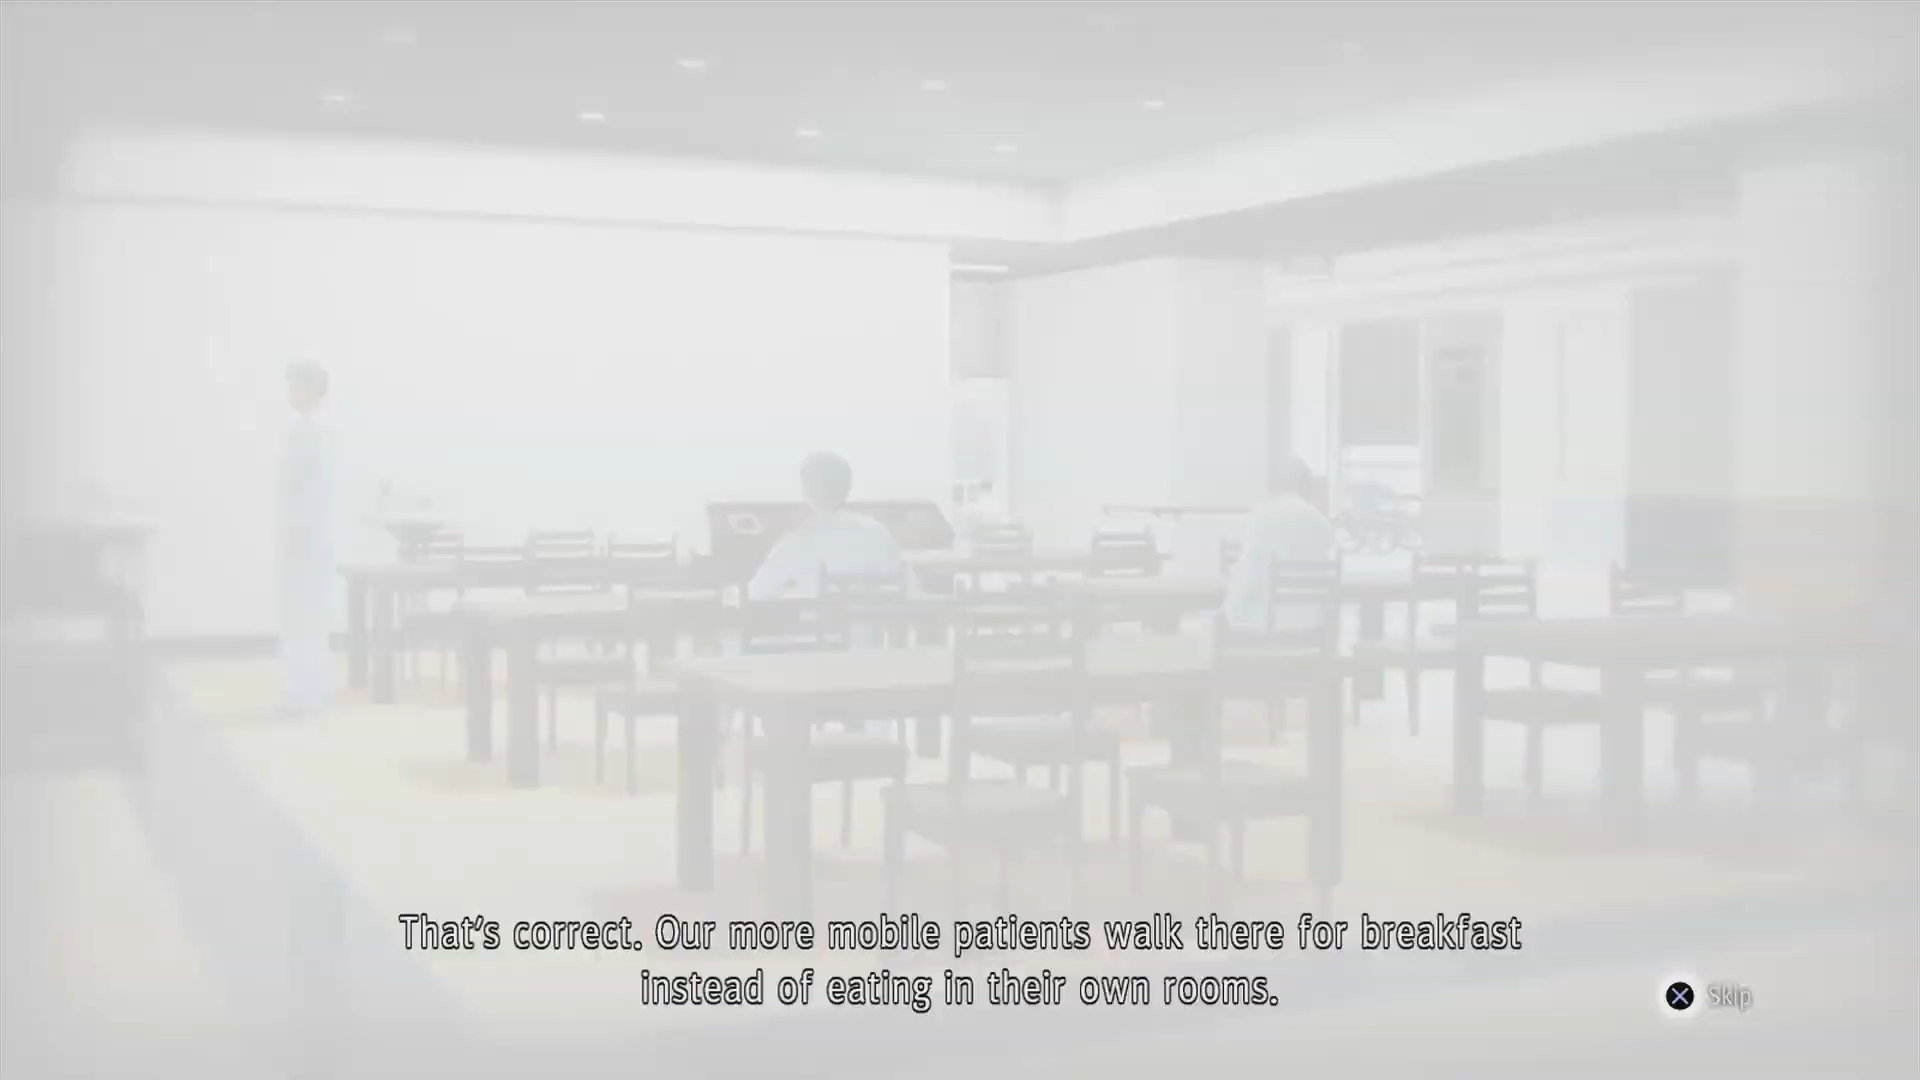 That's correct. Our more mobile patients walk there for breakfast
instead of eating in their own rooms.
Skip